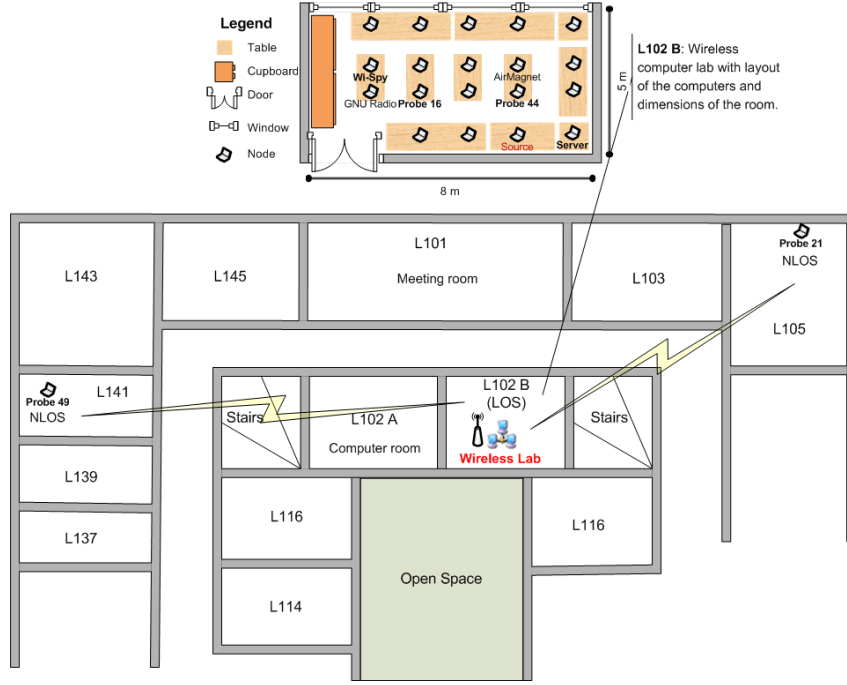 Legend
Table
Cupboard
Door
Window
Node
Wi-Spy
GNU Radio
Probe 16
AirMagnet
Probe 44
Source
Server
5 m
8 m
L102 B: Wireless
computer lab with layout
of the computers and
dimensions of the room.
L143
L145
L101
Meeting room
L103
Probe 21
NLOS
L105
Probe 49
NLOS
L141
Stairs
L102 A
Computer room
L102 B
(LOS)
Wireless Lab
Stairs
L139
L137
L116
L114
Open Space
L116